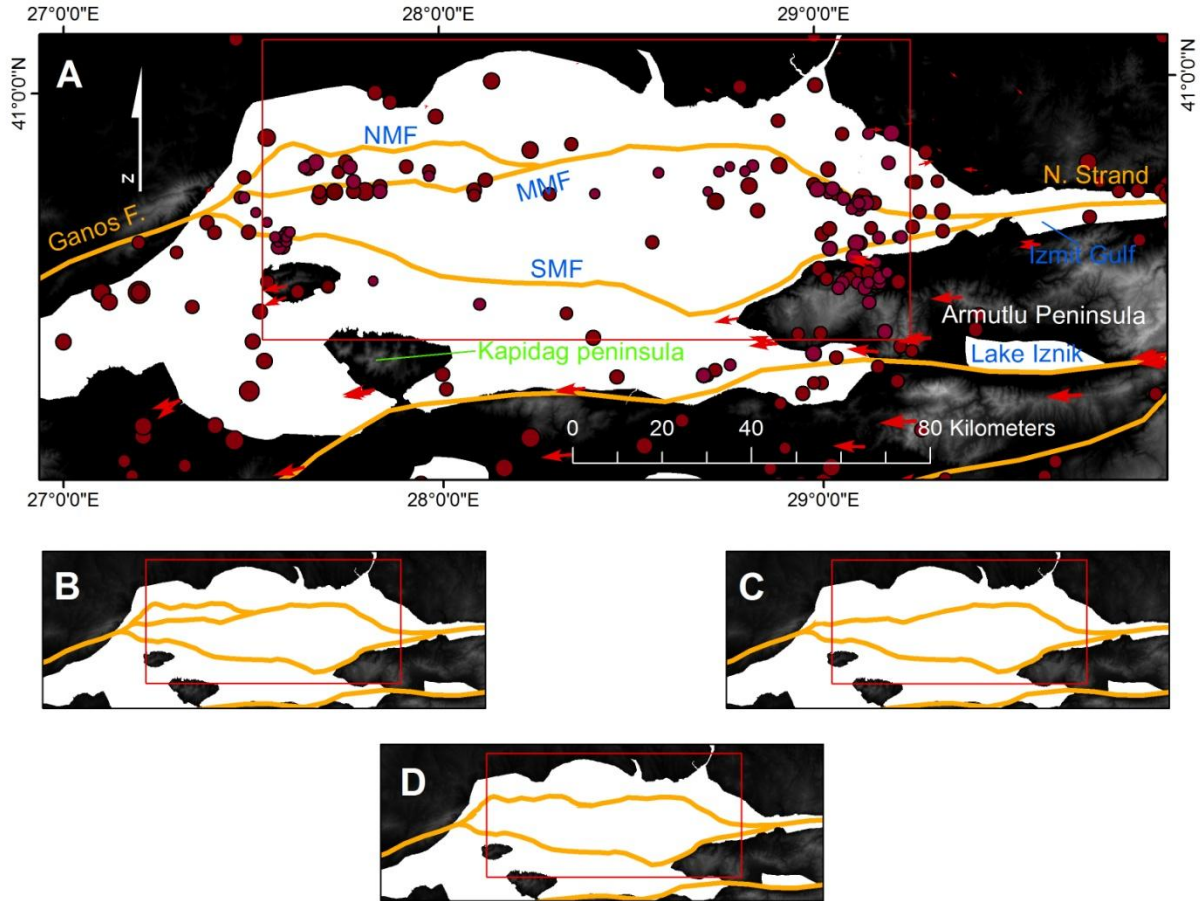 27°0'0"E 28°0'0"E 29°0'0"E
A
41°0'0"N
41°0'0"N
NMF
MMF
N. Strand
Ganos F.
SMF
Izmit Gulf
Armutlu Peninsula
Kapidag peninsula
Lake Iznik
0 20 40 80 Kilometers
27°0'0"E 28°0'0"E 29°0'0"E
B
C
D